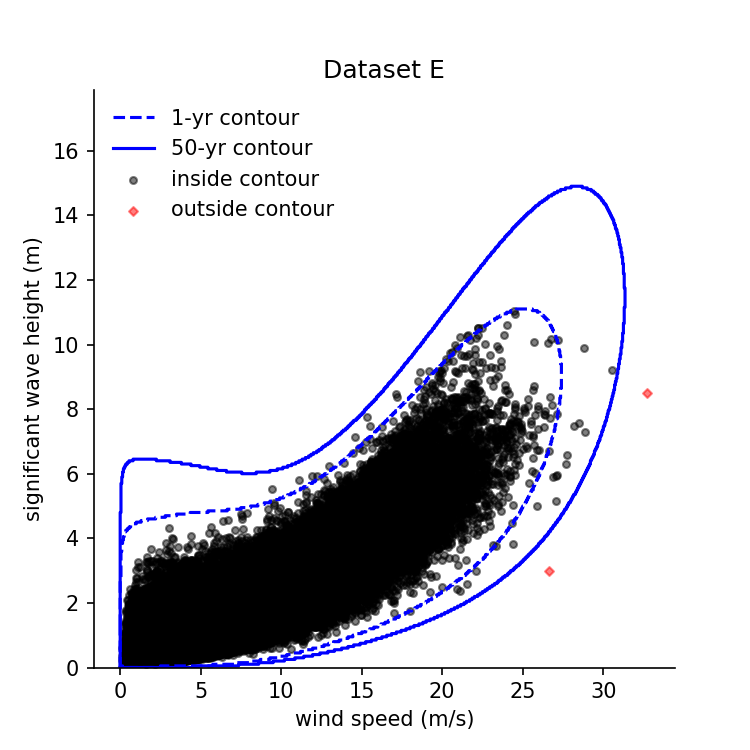 Dataset E
1-yr contour
50-yr contour
inside contour
outside contour
significant wave height (m)
16
14
12
10
8
6
4
2
0
0 5 10 15 20 25 30
wind speed (m/s)